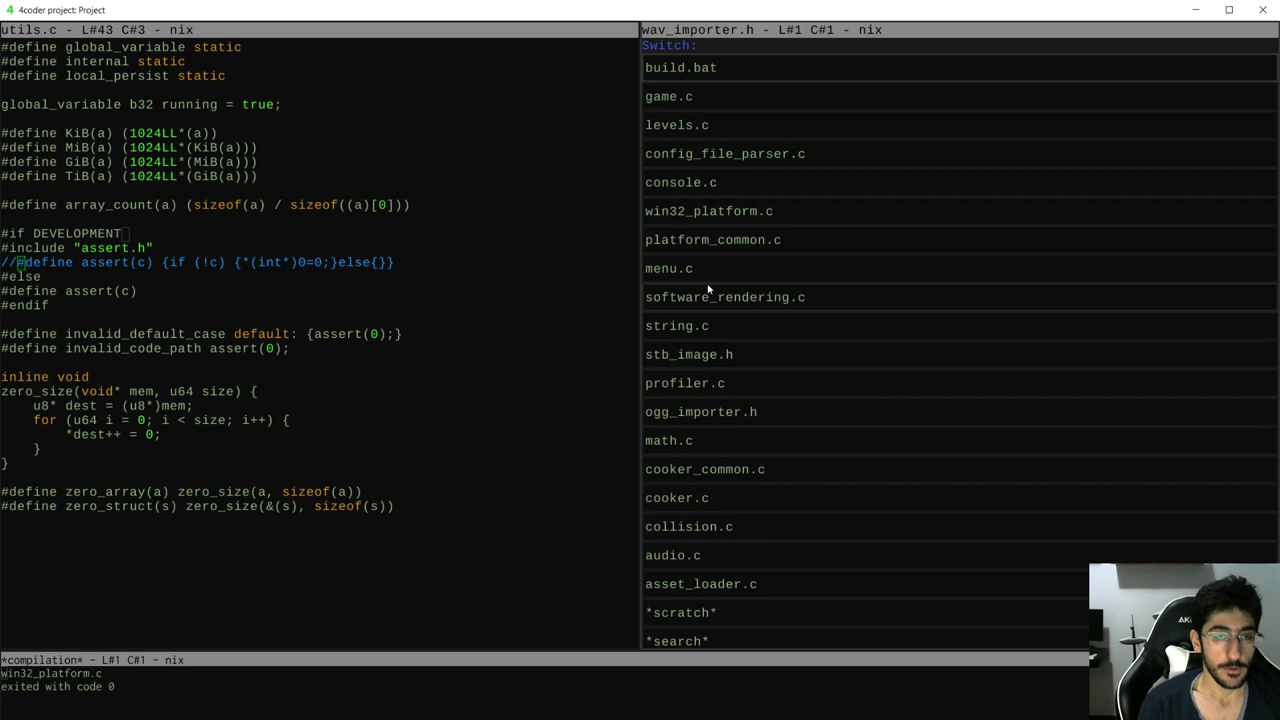 4 4coder project: Project
utils.c - L#43 C#3 - nix
#define global_variable static
#define internal static
#define local_persist static
global_variable b32 running = true;
#define KiB(a) (1024LL*(a))
#define MiB(a) (1024LL*(KiB(a)))
#define GiB(a) (1024LL*(MiB(a)))
#define TiB(a) (1024LL*(GiB(a)))
#define array_count(a) (sizeof(a) / sizeof((a)[0]))
#if DEVELOPMENT
#include "assert.h"
//#define assert(c) {if (!c) {*(int*)0=0;}else{}}
#else
#define assert(c)
#endif
#define invalid_default_case default: {assert(0);}
#define invalid_code_path assert(0);
inline void
zero_size(void* mem, u64 size) {
    u8* dest = (u8*)mem;
    for (u64 i = 0; i < size; i++) {
        *dest++ = 0;
    }
}
#define zero_array(a) zero_size(a, sizeof(a))
#define zero_struct(s) zero_size(&(s), sizeof(s))
wav_importer.h - L#1 C#1 - nix
Switch:
build.bat
game.c
levels.c
config_file_parser.c
console.c
win32_platform.c
platform_common.c
menu.c
software_rendering.c
string.c
stb_image.h
profiler.c
ogg_importer.h
math.c
cooker_common.c
cooker.c
collision.c
audio.c
asset_loader.c
*scratch*
*search*
*compilation* - L#1 C#1 - nix
win32_platform.c
exited with code 0